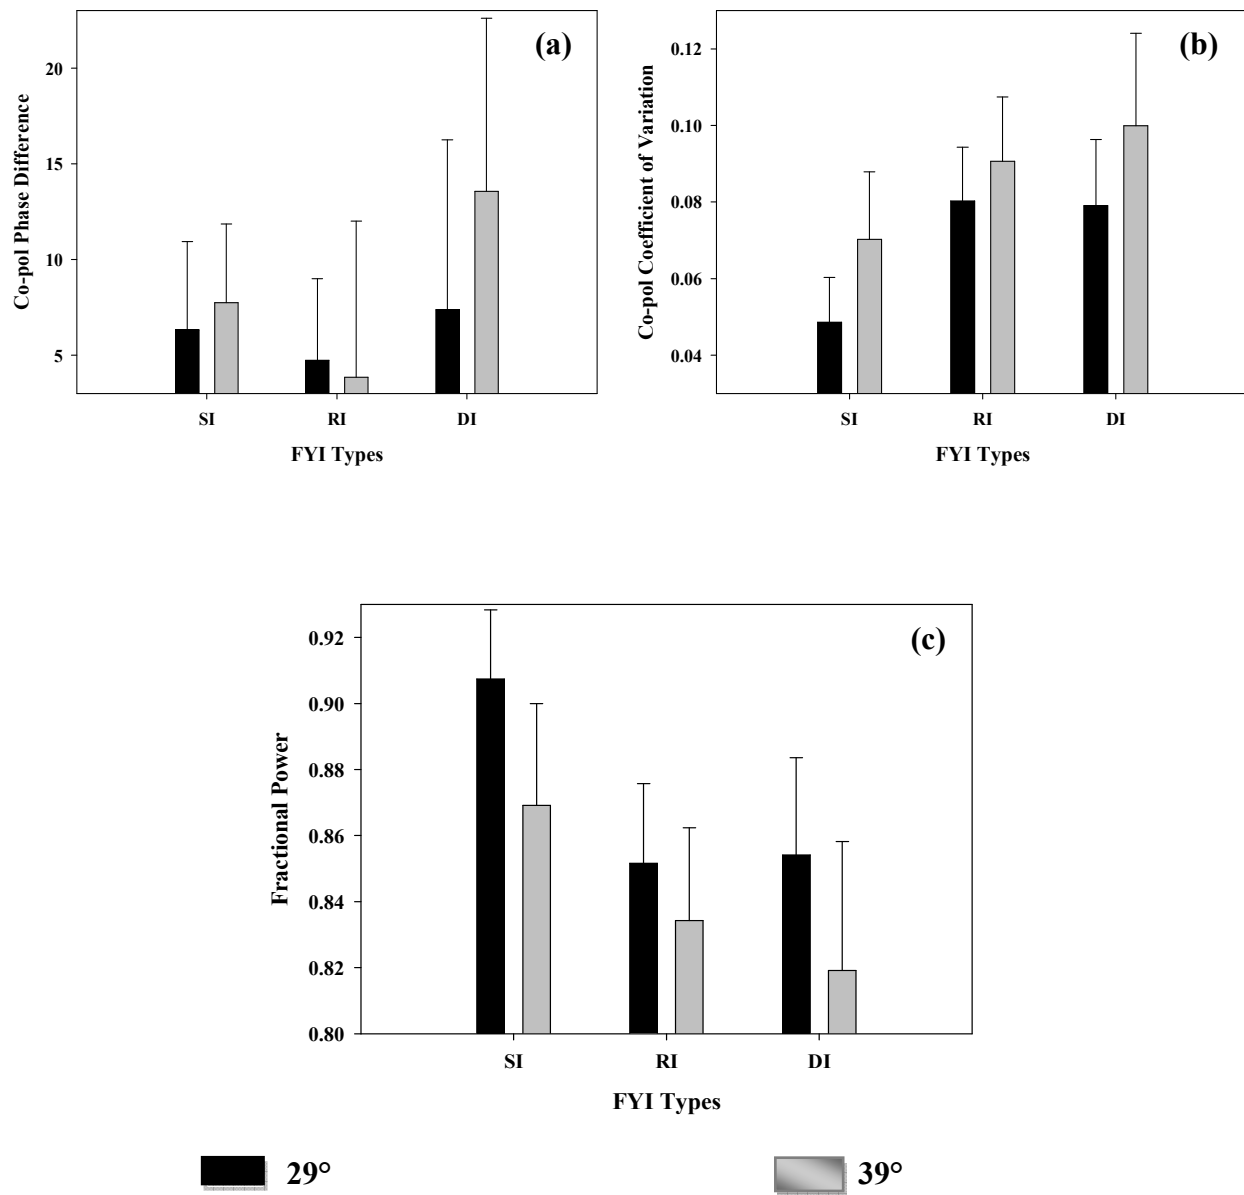 (a)
Co-pol Phase Difference
20
15
10
5
SI RI DI
FYI Types
(b)
Co-pol Coefficient of Variation
0.12
0.10
0.08
0.06
0.04
SI RI DI
FYI Types
(c)
Fractional Power
0.92
0.90
0.88
0.86
0.84
0.82
0.80
SI RI DI
FYI Types
29°
39°